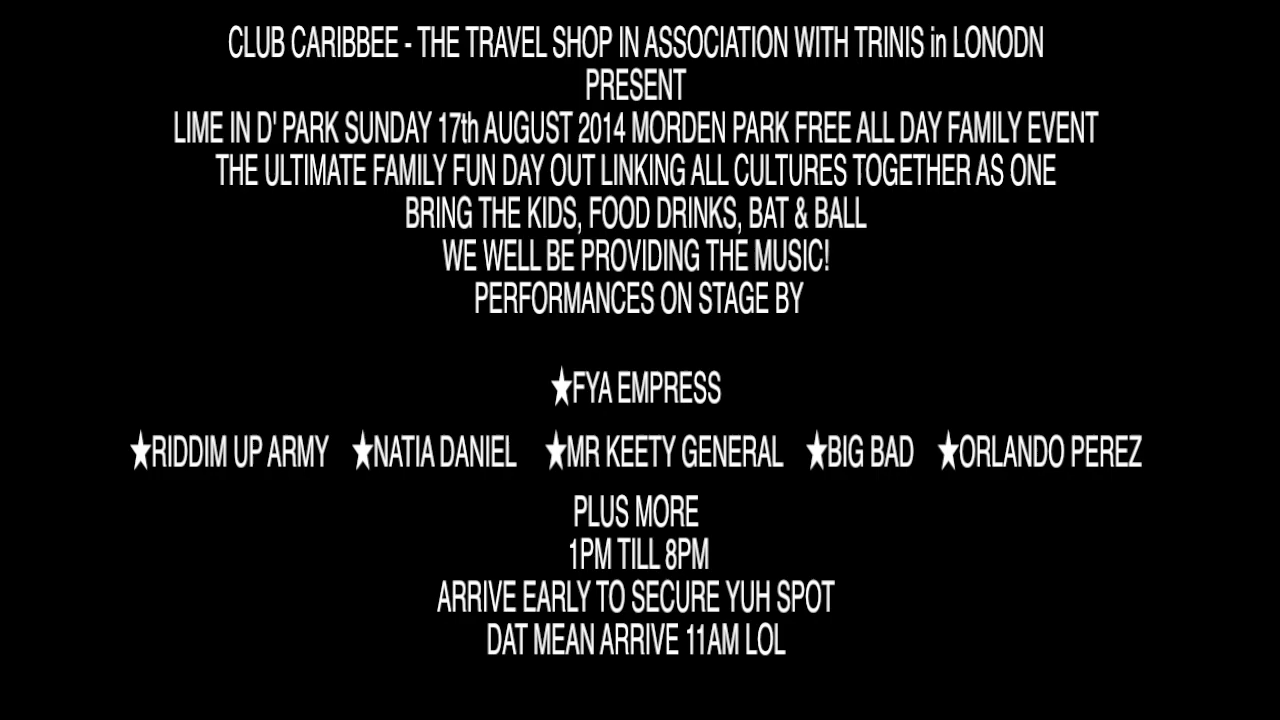 CLUB CARIBBEE - THE TRAVEL SHOP IN ASSOCIATION WITH TRINIS in LONODN
PRESENT
LIME IN D' PARK SUNDAY 17th AUGUST 2014 MORDEN PARK FREE ALL DAY FAMILY EVENT
THE ULTIMATE FAMILY FUN DAY OUT LINKING ALL CULTURES TOGETHER AS ONE
BRING THE KIDS, FOOD DRINKS, BAT & BALL
WE WELL BE PROVIDING THE MUSIC!
PERFORMANCES ON STAGE BY
★FYA EMPRESS
★RIDDIM UP ARMY ★NATIA DANIEL ★MR KEETY GENERAL ★BIG BAD ★ORLANDO PEREZ
PLUS MORE
1PM TILL 8PM
ARRIVE EARLY TO SECURE YUH SPOT
DAT MEAN ARRIVE 11AM LOL